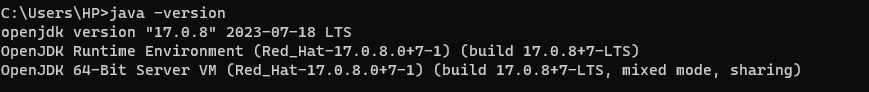 C:\Users\HP>java -version
openjdk version "17.0.8" 2023-07-18 LTS
OpenJDK Runtime Environment (Red_Hat-17.0.8.0+7-1) (build 17.0.8+7-LTS)
OpenJDK 64-Bit Server VM (Red_Hat-17.0.8.0+7-1) (build 17.0.8+7-LTS, mixed mode, sharing)